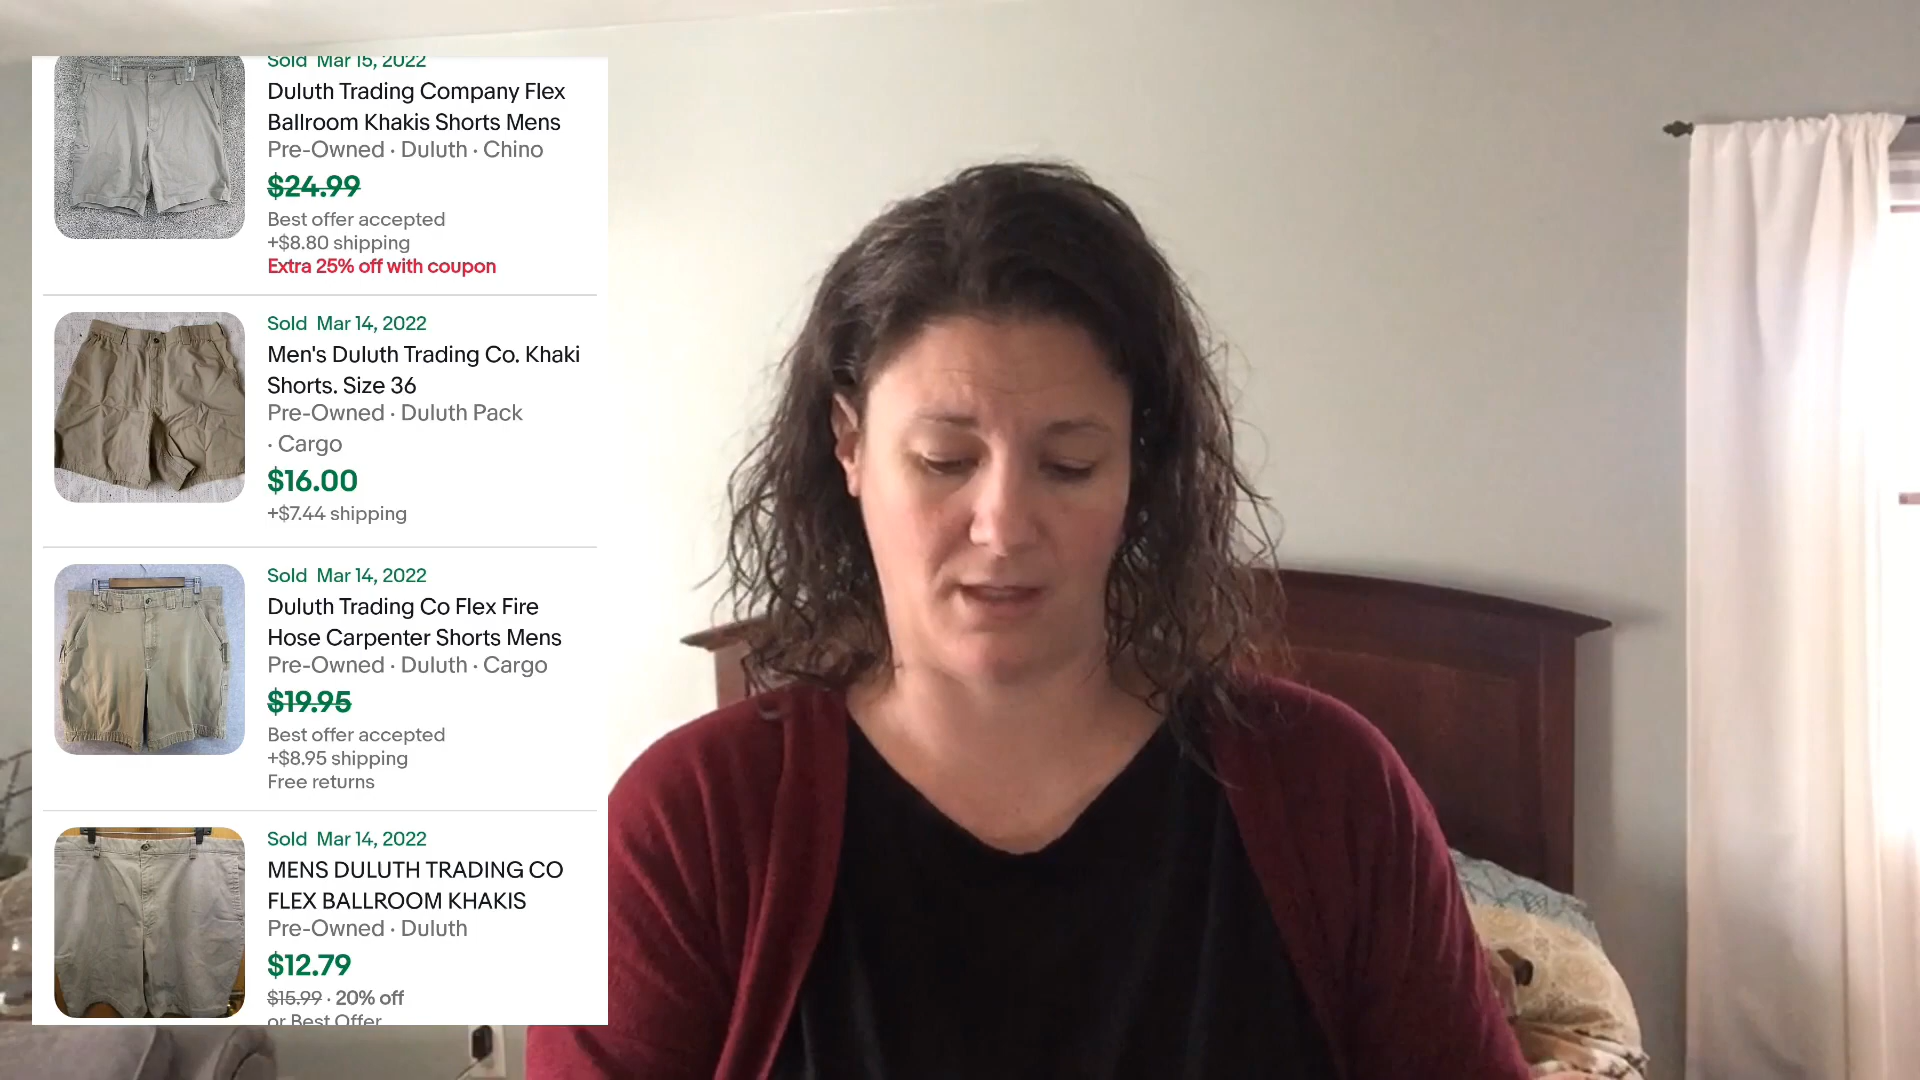 Sold Mar 15, 2022
Duluth Trading Company Flex
Ballroom Khakis Shorts Mens
Pre-Owned · Duluth · Chino
$24.99
Best offer accepted
+$8.80 shipping
Extra 25% off with coupon
Sold Mar 14, 2022
Men's Duluth Trading Co. Khaki
Shorts. Size 36
Pre-Owned · Duluth Pack
· Cargo
$16.00
+$7.44 shipping
Sold Mar 14, 2022
Duluth Trading Co Flex Fire
Hose Carpenter Shorts Mens
Pre-Owned · Duluth · Cargo
$19.95
Best offer accepted
+$8.95 shipping
Free returns
Sold Mar 14, 2022
MENS DULUTH TRADING CO
FLEX BALLROOM KHAKIS
Pre-Owned · Duluth
$12.79
$15.99 · 20% off
or Best Offer